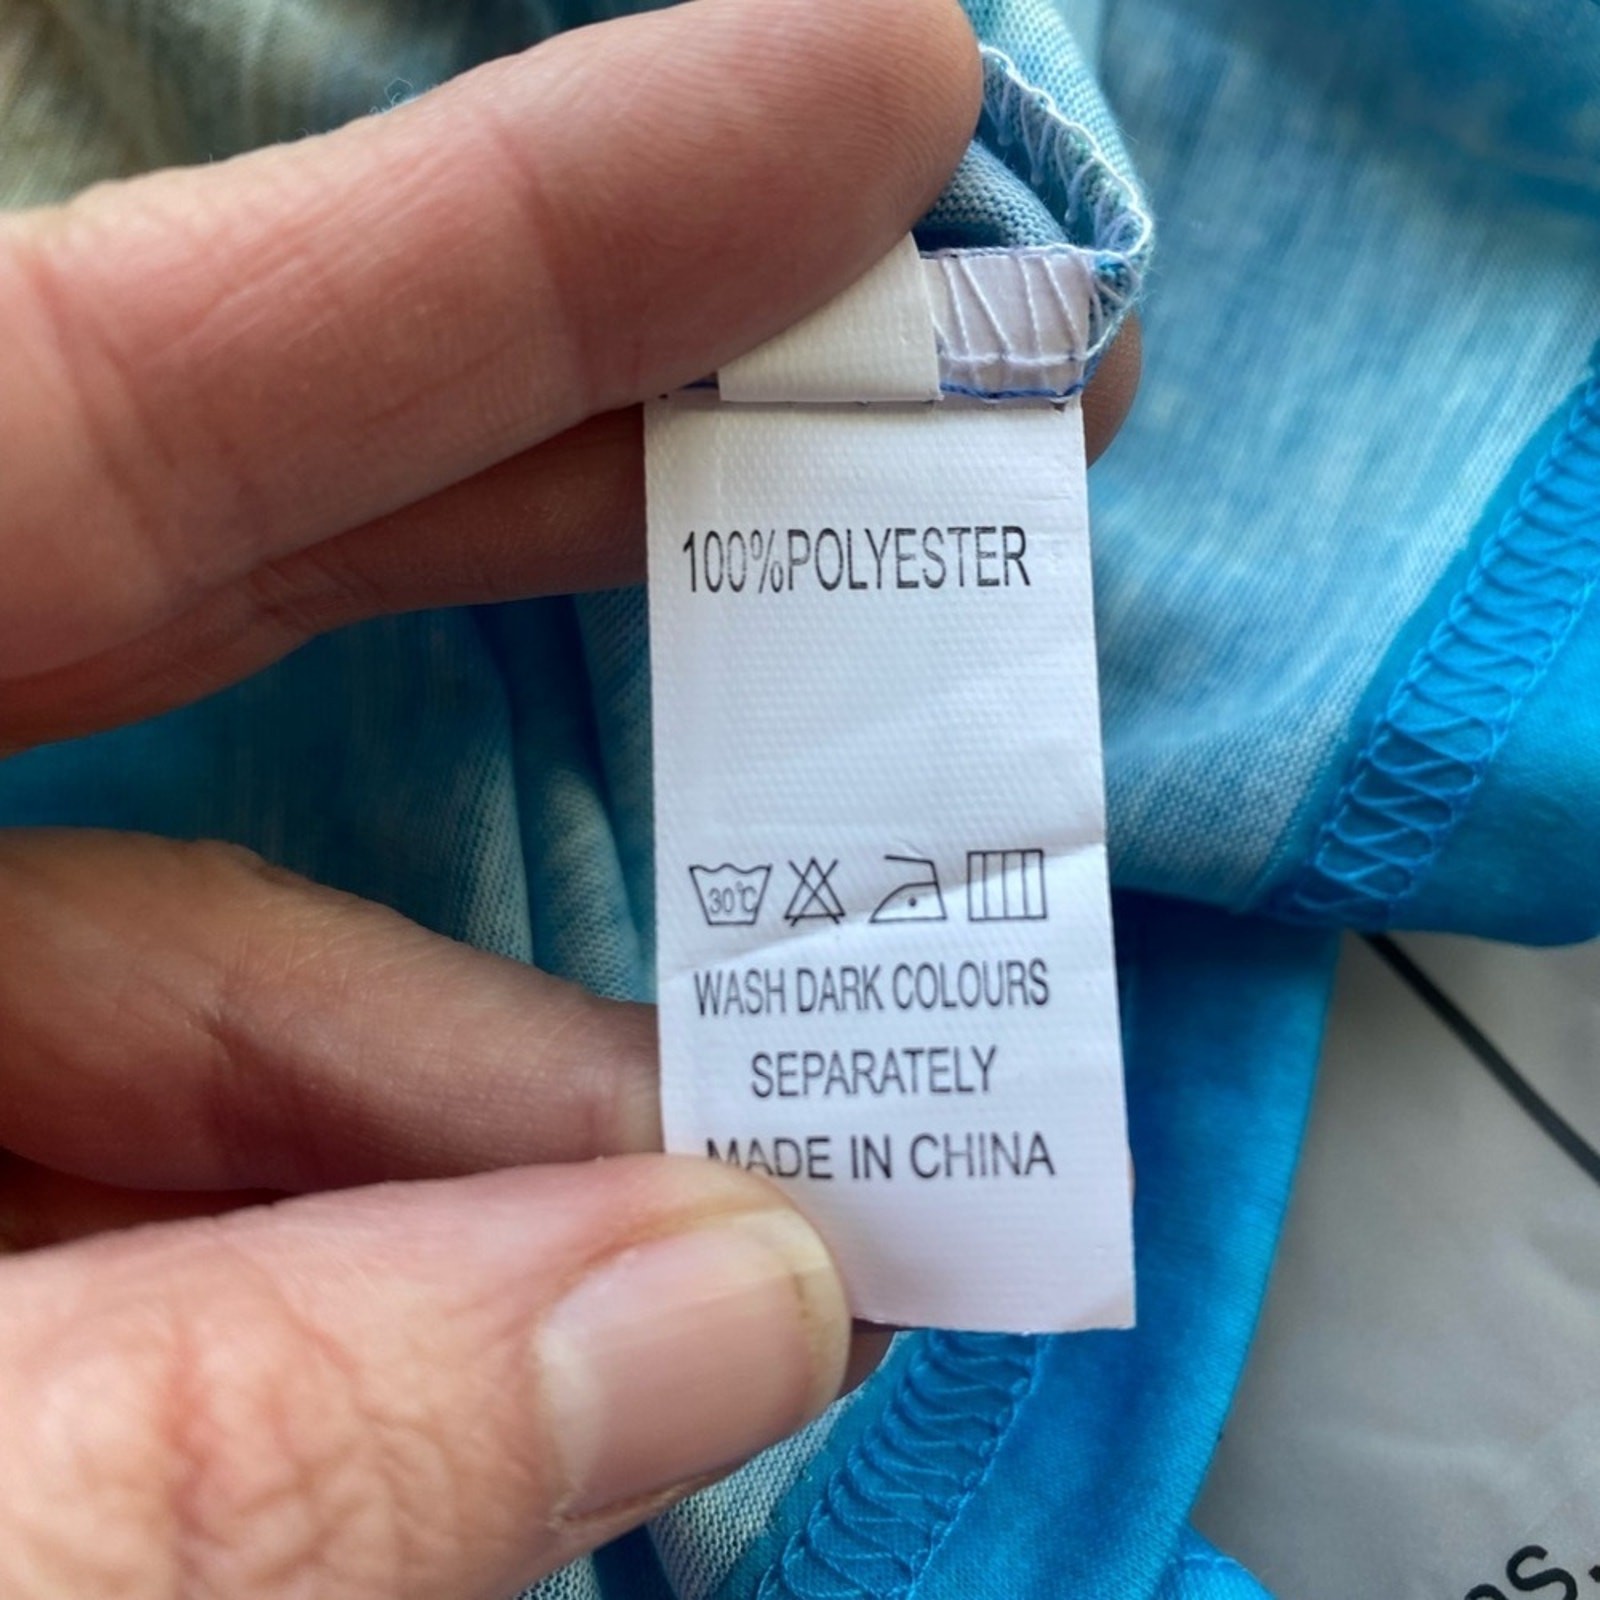 100%POLYESTER
30℃
WASH DARK COLOURS
SEPARATELY
MADE IN CHINA